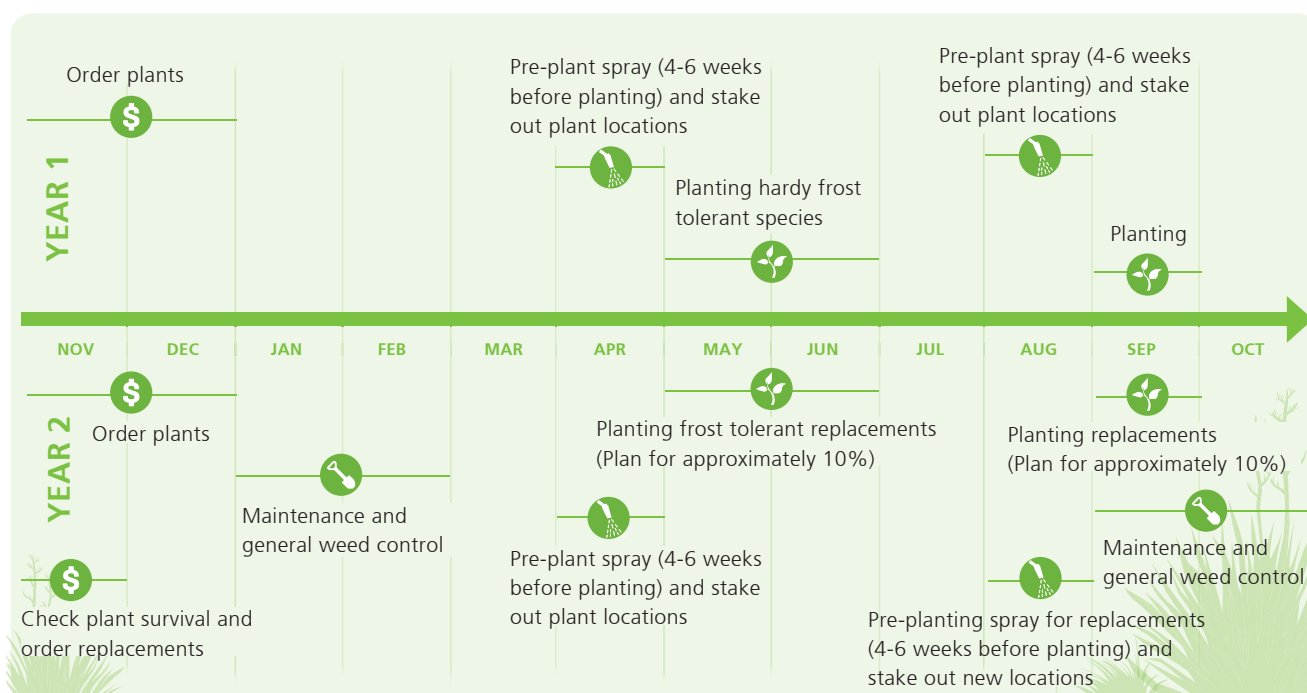 Order plants
$
Pre-plant spray (4-6 weeks
before planting) and stake
out plant locations
Pre-plant spray (4-6 weeks
before planting) and stake
out plant locations
YEAR 1
Planting hardy frost
tolerant species
Planting
NOV DEC JAN FEB MAR APR MAY JUN JUL AUG SEP OCT
YEAR 2
$
Order plants
Planting frost tolerant replacements
(Plan for approximately 10%)
Planting replacements
(Plan for approximately 10%)
Maintenance and
general weed control
Pre-plant spray (4-6 weeks
before planting) and stake
out plant locations
Maintenance and
general weed control
$
Check plant survival and
order replacements
Pre-planting spray for replacements
(4-6 weeks before planting) and
stake out new locations